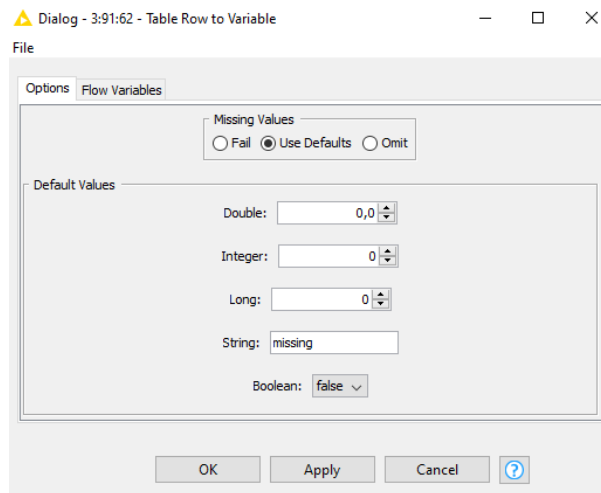 Dialog - 3:91:62 - Table Row to Variable
File
Options Flow Variables
Missing Values
Fail Use Defaults Omit
Default Values
Double: 0,0
Integer: 0
Long: 0
String: missing
Boolean: false
OK Apply Cancel ?